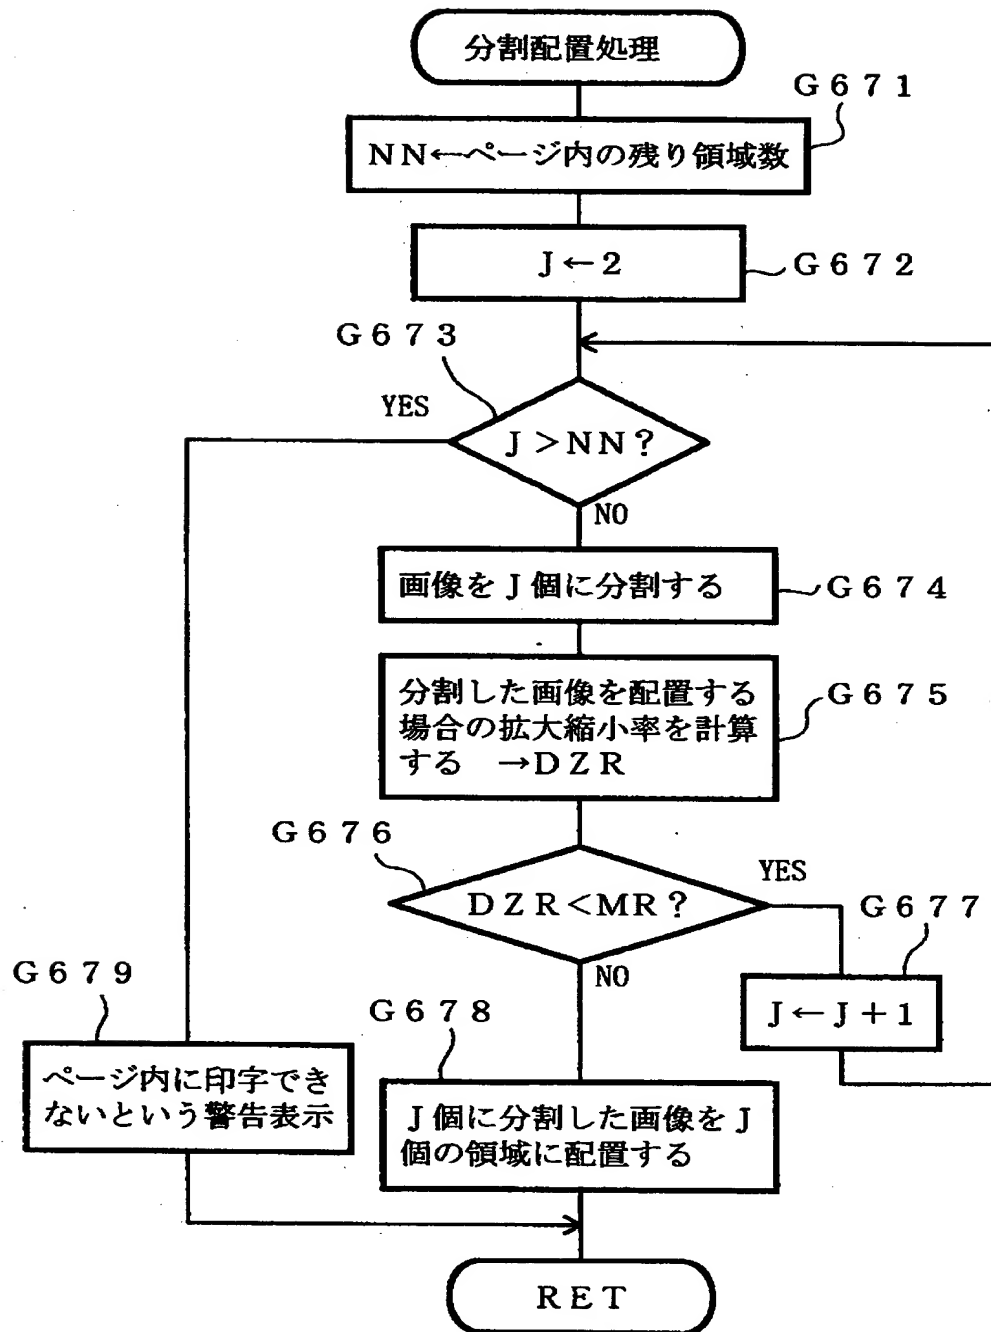 分割配置処理
G671
NN←ページ内の残り領域数
J←2
G672
G673
YES
J>NN?
NO
画像をJ個に分割する
G674
分割した画像を配置する
場合の拡大縮小率を計算
する →DZR
G675
G676
YES
DZR<MR?
G677
NO
J←J+1
G679
G678
ページ内に印字でき
ないという警告表示
J個に分割した画像をJ
個の領域に配置する
RET